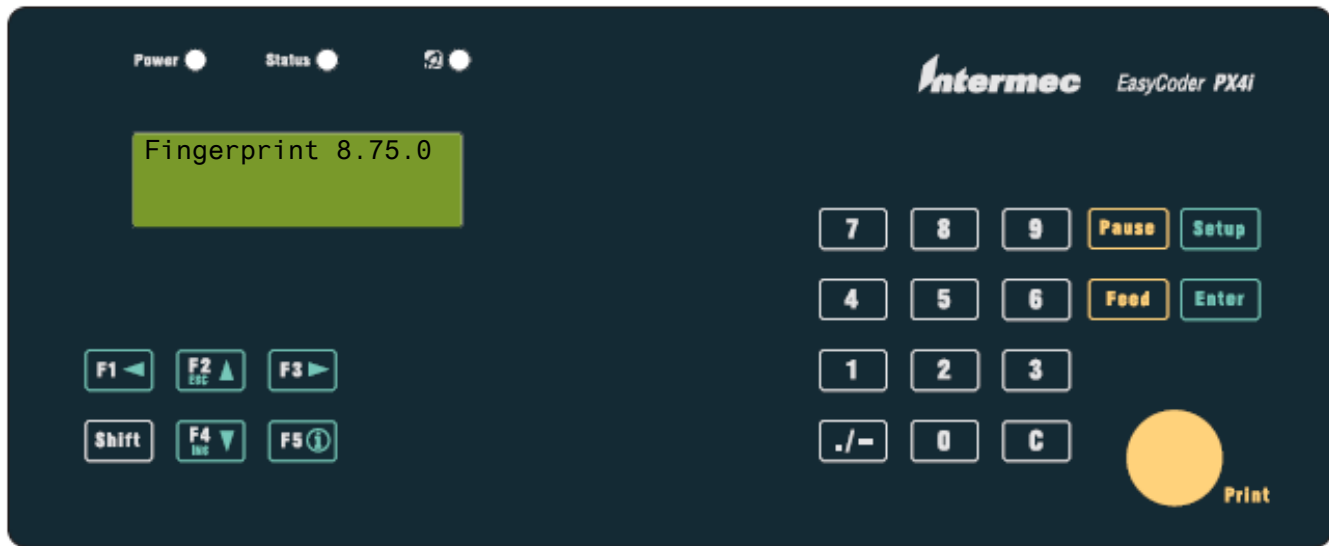 Power
Status
Intermec
EasyCoder PX4i
Fingerprint 8.75.0
7 8 9 Pause Setup
4 5 6 Feed Enter
F1 F2 ESC F3
1 2 3
Shift F4 INS F5 i
./- 0 C
Print